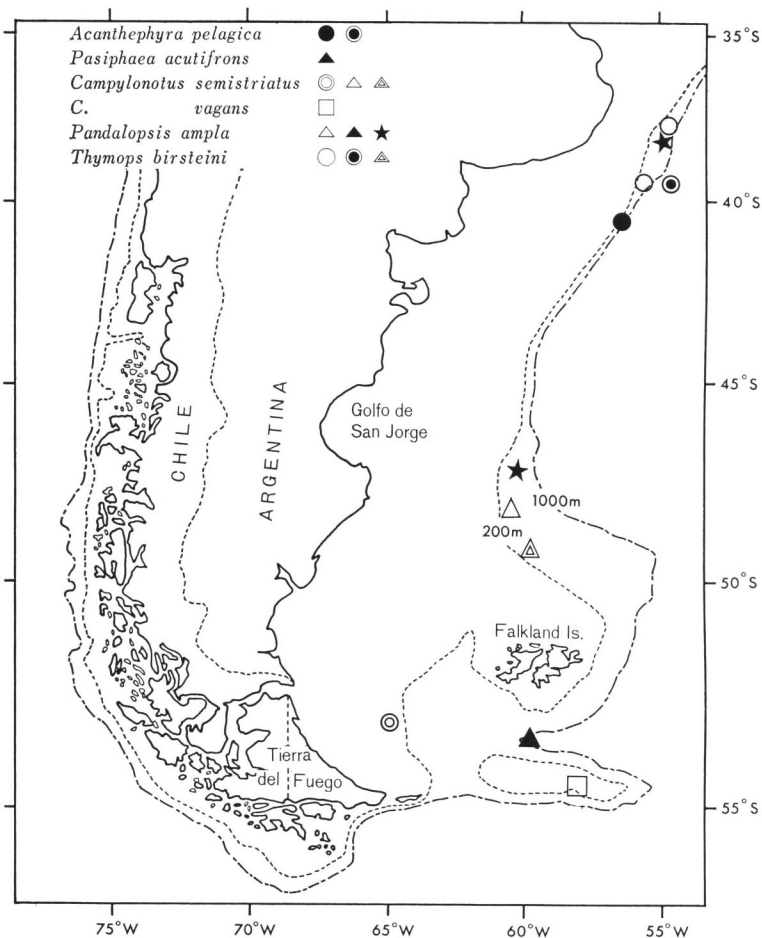 Acanthephyra pelagica
Pasiphaea acutifrons
Campylonotus semistriatus
C. vagans
Pandalopsis ampla
Thymops birsteini
35°S
40°S
45°S
50°S
55°S
CHILE
ARGENTINA
Golfo de
San Jorge
1000m
200m
Falkland Is.
Tierra
del Fuego
75°W
70°W
65°W
60°W
55°W